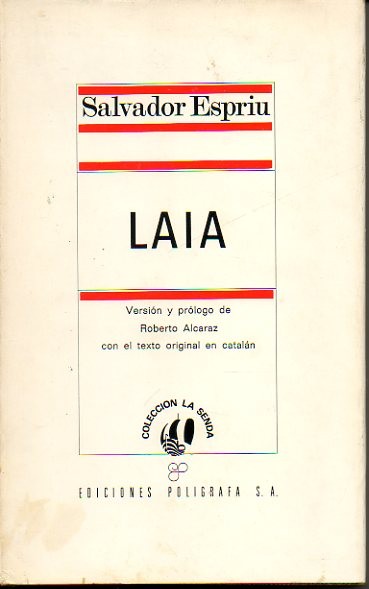 Salvador Espriu
LAIA
Versión y prólogo de
Roberto Alcaraz
con el texto original en catalán
COLECCION LA SENDA
EDICIONES POLIGRAFA S. A.